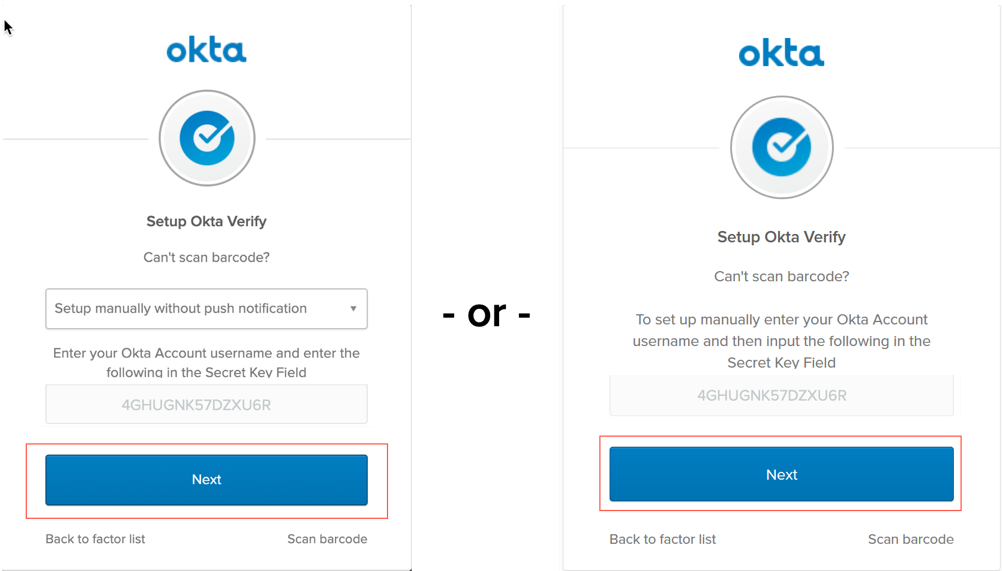 okta
Setup Okta Verify
Can't scan barcode?
Setup manually without push notification
Enter your Okta Account username and enter the
following in the Secret Key Field
4GHUGNK57DZXU6R
Next
Back to factor list
Scan barcode
- or -
okta
Setup Okta Verify
Can't scan barcode?
To set up manually enter your Okta Account
username and then input the following in the
Secret Key Field
4GHUGNK57DZXU6R
Next
Back to factor list
Scan barcode